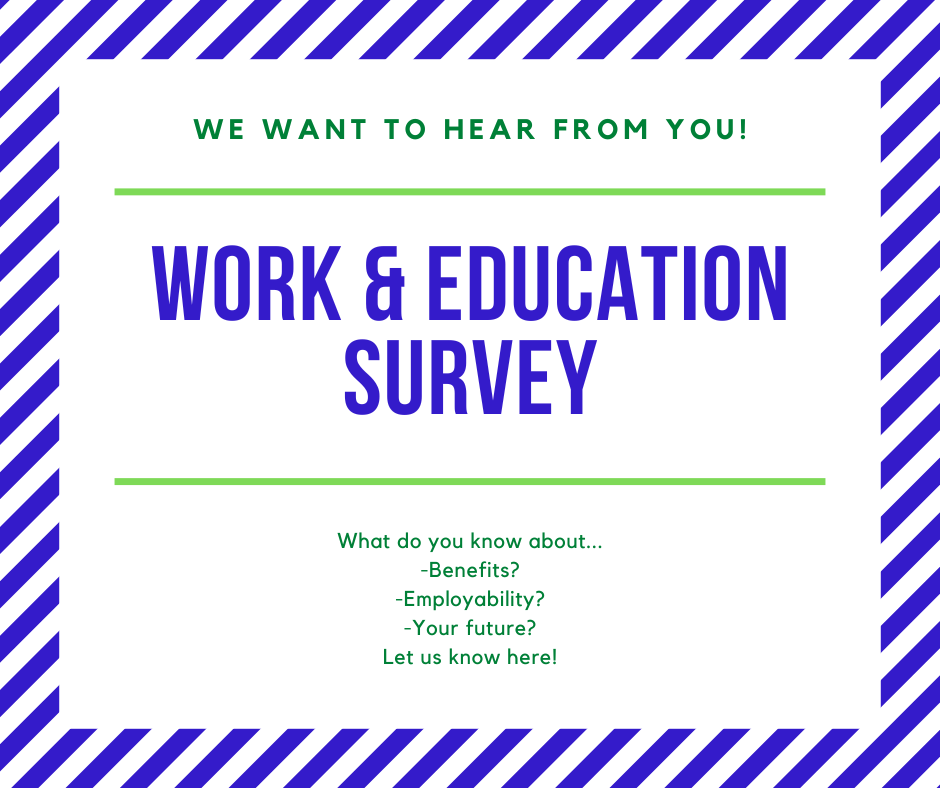 WE WANT TO HEAR FROM YOU!
WORK & EDUCATION
SURVEY
What do you know about...
-Benefits?
-Employability?
-Your future?
Let us know here!